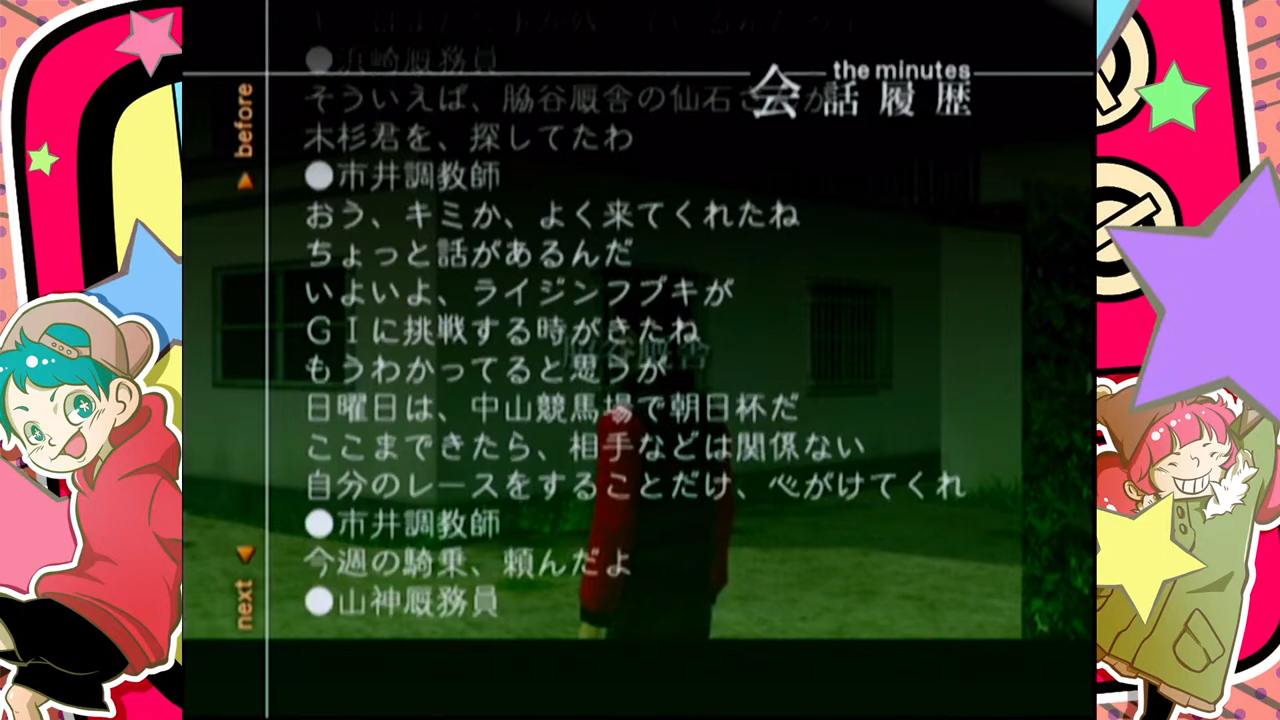 ●浜崎厩務員
the minutes
会話履歴
before
そういえば、脇谷厩舎の仙石さんが
木杉君を、探してたわ
●市井調教師
おう、キミか、よく来てくれたね
ちょっと話があるんだ
いよいよ、ライジンフブキが
ＧⅠに挑戦する時がきたね
もうわかってると思うが
日曜日は、中山競馬場で朝日杯だ
ここまできたら、相手などは関係ない
自分のレースをすることだけ、心がけてくれ
●市井調教師
今週の騎乗、頼んだよ
next
●山神厩務員